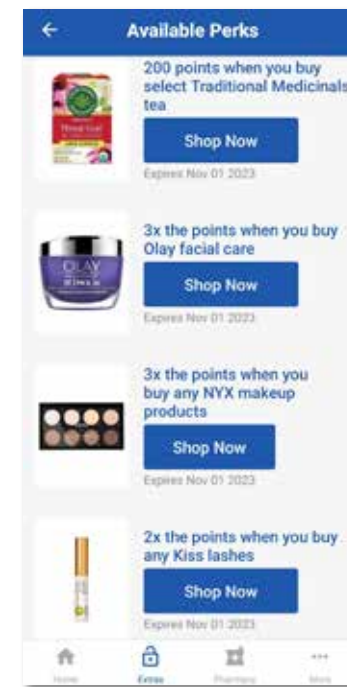 Available Perks
200 points when you buy
select Traditional Medicinals
tea
Shop Now
Expires Nov 01 2023
3x the points when you buy
Olay facial care
OLAY
Shop Now
Expires Nov 01 2023
3x the points when you
buy any NYX makeup
products
Shop Now
Expires Nov 01 2023
2x the points when you buy
any Kiss lashes
Shop Now
Expires Nov 01 2023
Home
Extras
Pharmacy
More